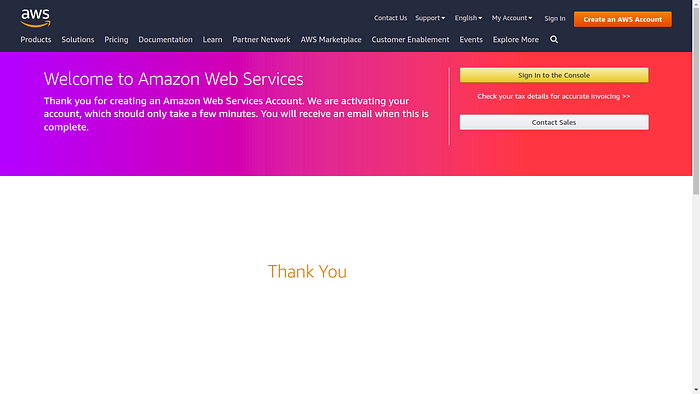 aws
Contact Us Support English My Account Sign In Create an AWS Account
Products Solutions Pricing Documentation Learn Partner Network AWS Marketplace Customer Enablement Events Explore More
Welcome to Amazon Web Services
Thank you for creating an Amazon Web Services Account. We are activating your
account, which should only take a few minutes. You will receive an email when this is
complete.
Sign In to the Console
Check your tax details for accurate invoicing >>
Contact Sales
Thank You